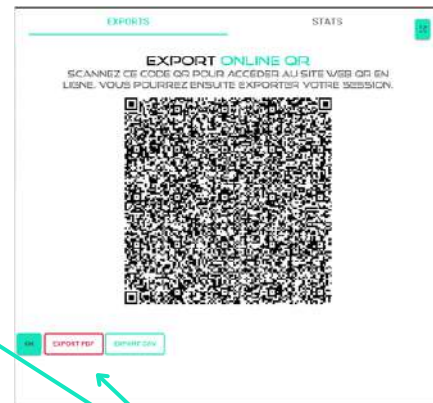 EXPORTS STATS
EXPORT ONLINE QR
SCANNEZ CE CODE QR POUR ACCÉDER AU SITE WEB QR EN
LIGNE. VOUS POURREZ ENSUITE EXPORTER VOTRE SESSION.
EXPORT PDF EXPORT CSV